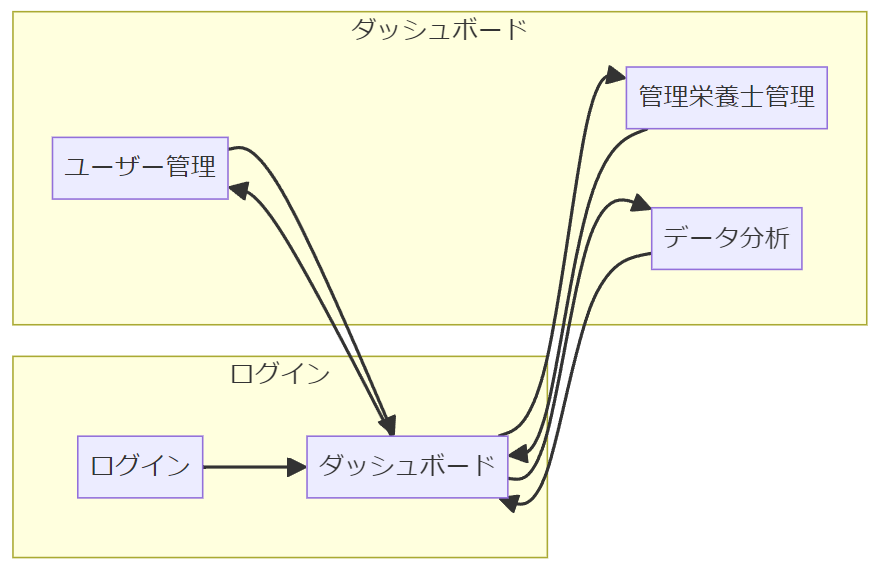 ダッシュボード
管理栄養士管理
ユーザー管理
データ分析
ログイン
ログイン
ダッシュボード